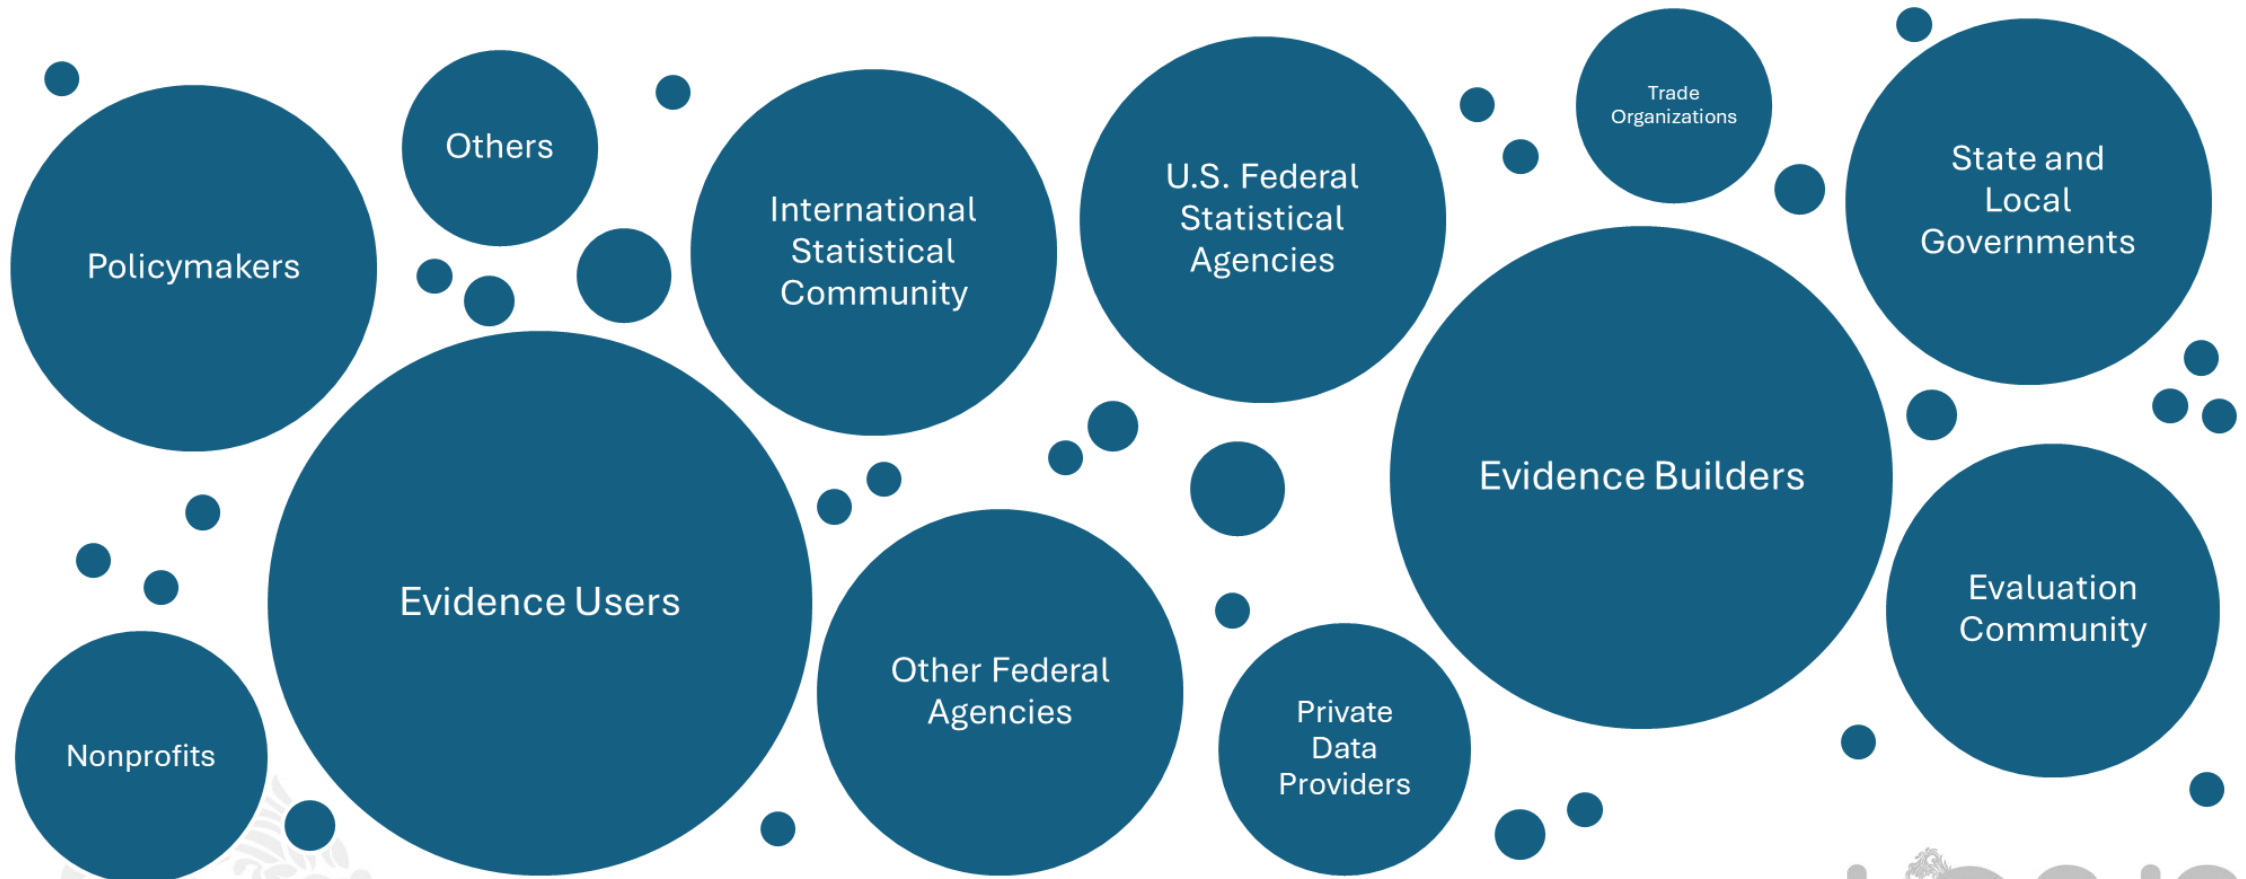 Policymakers
Others
International
Statistical
Community
U.S. Federal
Statistical
Agencies
Trade
Organizations
State and
Local
Governments
Evidence Users
Evidence Builders
Nonprofits
Other Federal
Agencies
Private
Data
Providers
Evaluation
Community